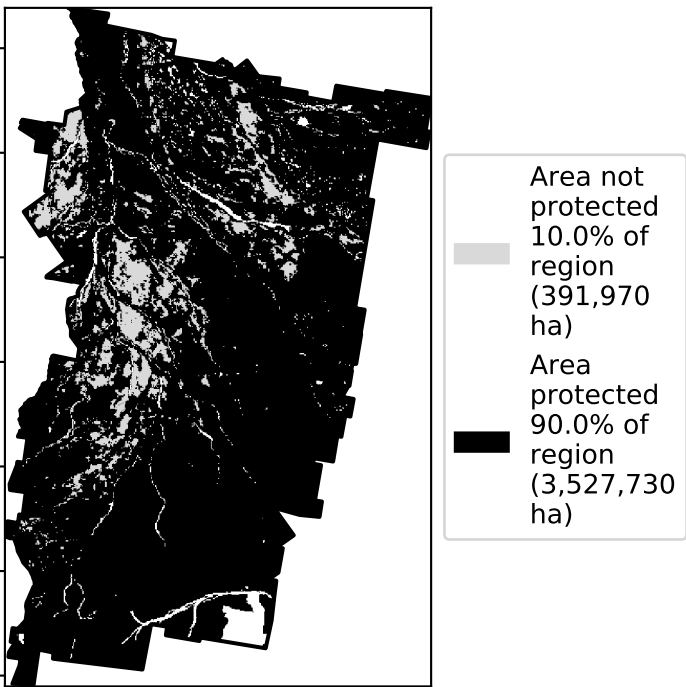 Area not
protected
10.0% of
region
(391,970
ha)
Area
protected
90.0% of
region
(3,527,730
ha)